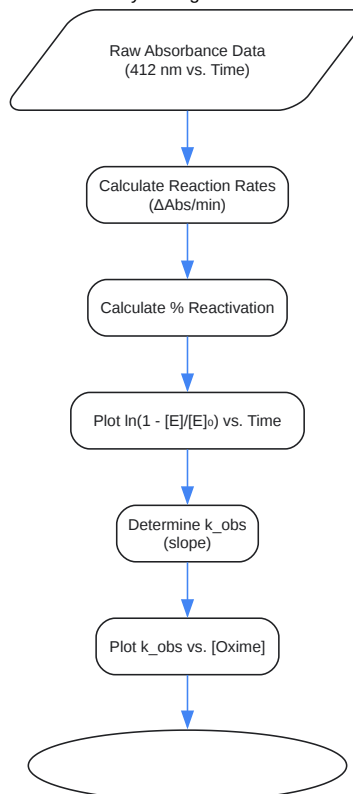 Raw Absorbance Data
(412 nm vs. Time)
Calculate Reaction Rates
(ΔAbs/min)
Calculate % Reactivation
Plot ln(1 - [E]/[E]₀) vs. Time
Determine k_obs
(slope)
Plot k_obs vs. [Oxime]